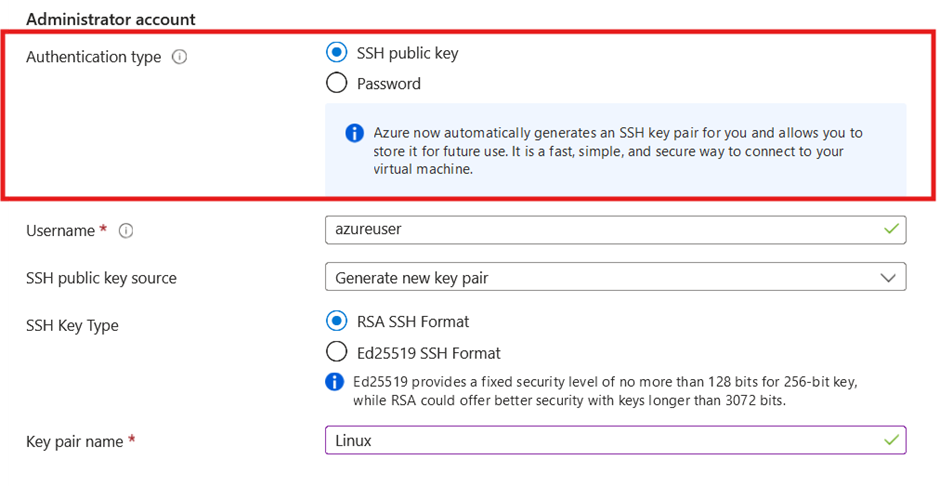 Administrator account
Authentication type
SSH public key
Password
Azure now automatically generates an SSH key pair for you and allows you to
store it for future use. It is a fast, simple, and secure way to connect to your
virtual machine.
Username *
azureuser
SSH public key source
Generate new key pair
SSH Key Type
RSA SSH Format
Ed25519 SSH Format
Ed25519 provides a fixed security level of no more than 128 bits for 256-bit key,
while RSA could offer better security with keys longer than 3072 bits.
Key pair name *
Linux